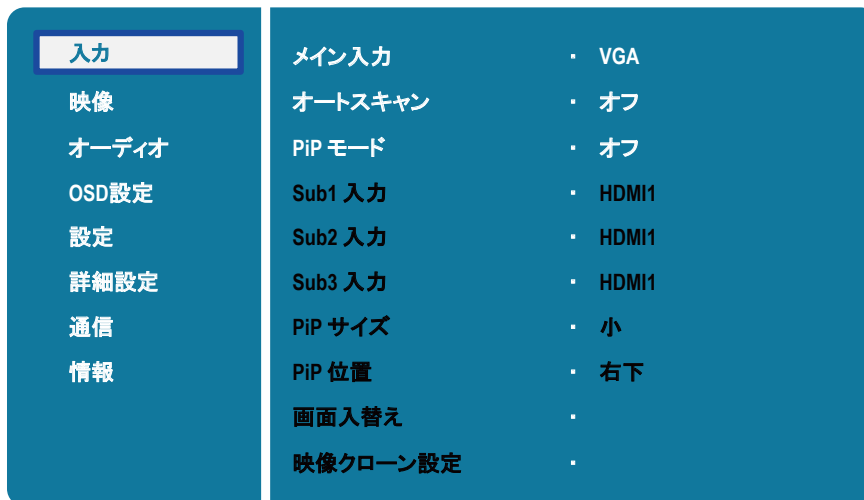 入力
映像
オーディオ
OSD設定
設定
詳細設定
通信
情報
メイン入力 ・ VGA
オートスキャン ・ オフ
PiP モード ・ オフ
Sub1 入力 ・ HDMI1
Sub2 入力 ・ HDMI1
Sub3 入力 ・ HDMI1
PiP サイズ ・ 小
PiP 位置 ・ 右下
画面入替え ・
映像クローン設定 ・